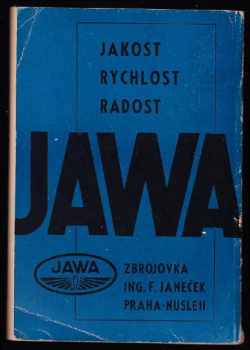 JAKOST
RYCHLOST
RADOST
JAWA
JAWA
ZBROJOVKA
ING. F. JANEČEK
PRAHA-NUSLE II